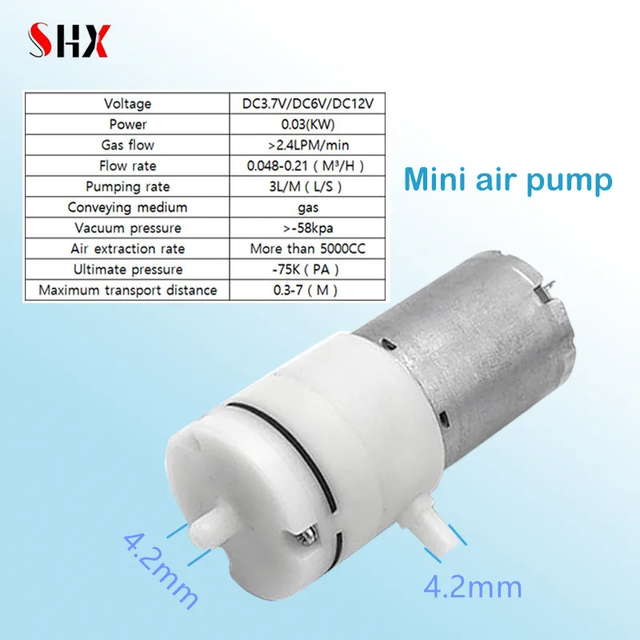 SHX
Voltage DC3.7V/DC6V/DC12V
Power 0.03(KW)
Gas flow >2.4LPM/min
Flow rate 0.048-0.21 ( M³/H )
Pumping rate 3L/M ( L/S )
Conveying medium gas
Vacuum pressure >-58kpa
Air extraction rate More than 5000CC
Ultimate pressure -75K ( PA )
Maximum transport distance 0.3-7 ( M )
Mini air pump
4.2mm
4.2mm